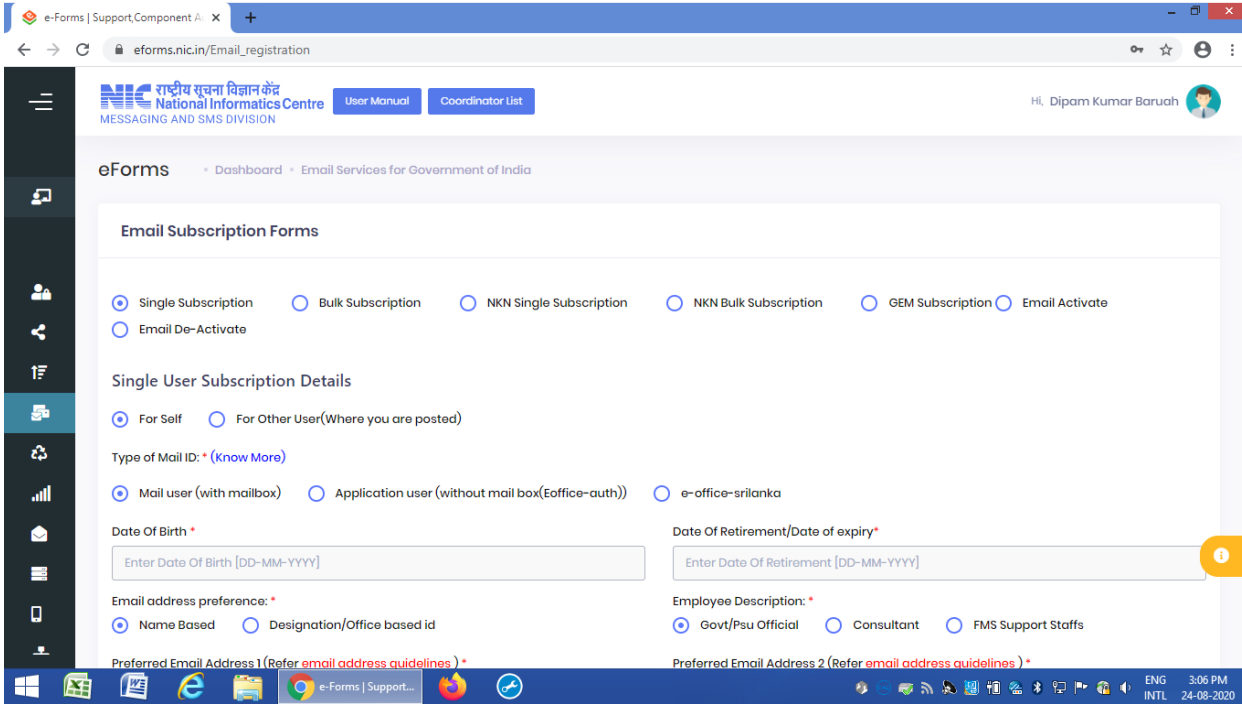 e-Forms | Support,Component A
eforms.nic.in/Email_registration
राष्ट्रीय सूचना विज्ञान केंद्र
NIC National Informatics Centre
MESSAGING AND SMS DIVISION
User Manual Coordinator List
Hi, Dipam Kumar Baruah
eForms Dashboard Email Services for Government of India
Email Subscription Forms
Single Subscription Bulk Subscription NKN Single Subscription NKN Bulk Subscription GEM Subscription Email Activate
Email De-Activate
Single User Subscription Details
For Self For Other User(Where you are posted)
Type of Mail ID: * (Know More)
Mail user (with mailbox) Application user (without mail box(Eoffice-auth)) e-office-srilanka
Date Of Birth * Date Of Retirement/Date of expiry*
Enter Date Of Birth [DD-MM-YYYY] Enter Date Of Retirement [DD-MM-YYYY]
Email address preference: * Employee Description: *
Name Based Designation/Office based id Govt/Psu Official Consultant FMS Support Staffs
Preferred Email Address 1 (Refer email address guidelines ) * Preferred Email Address 2 (Refer email address guidelines ) *
e-Forms | Support...
ENG 3:06 PM
INTL 24-08-2020